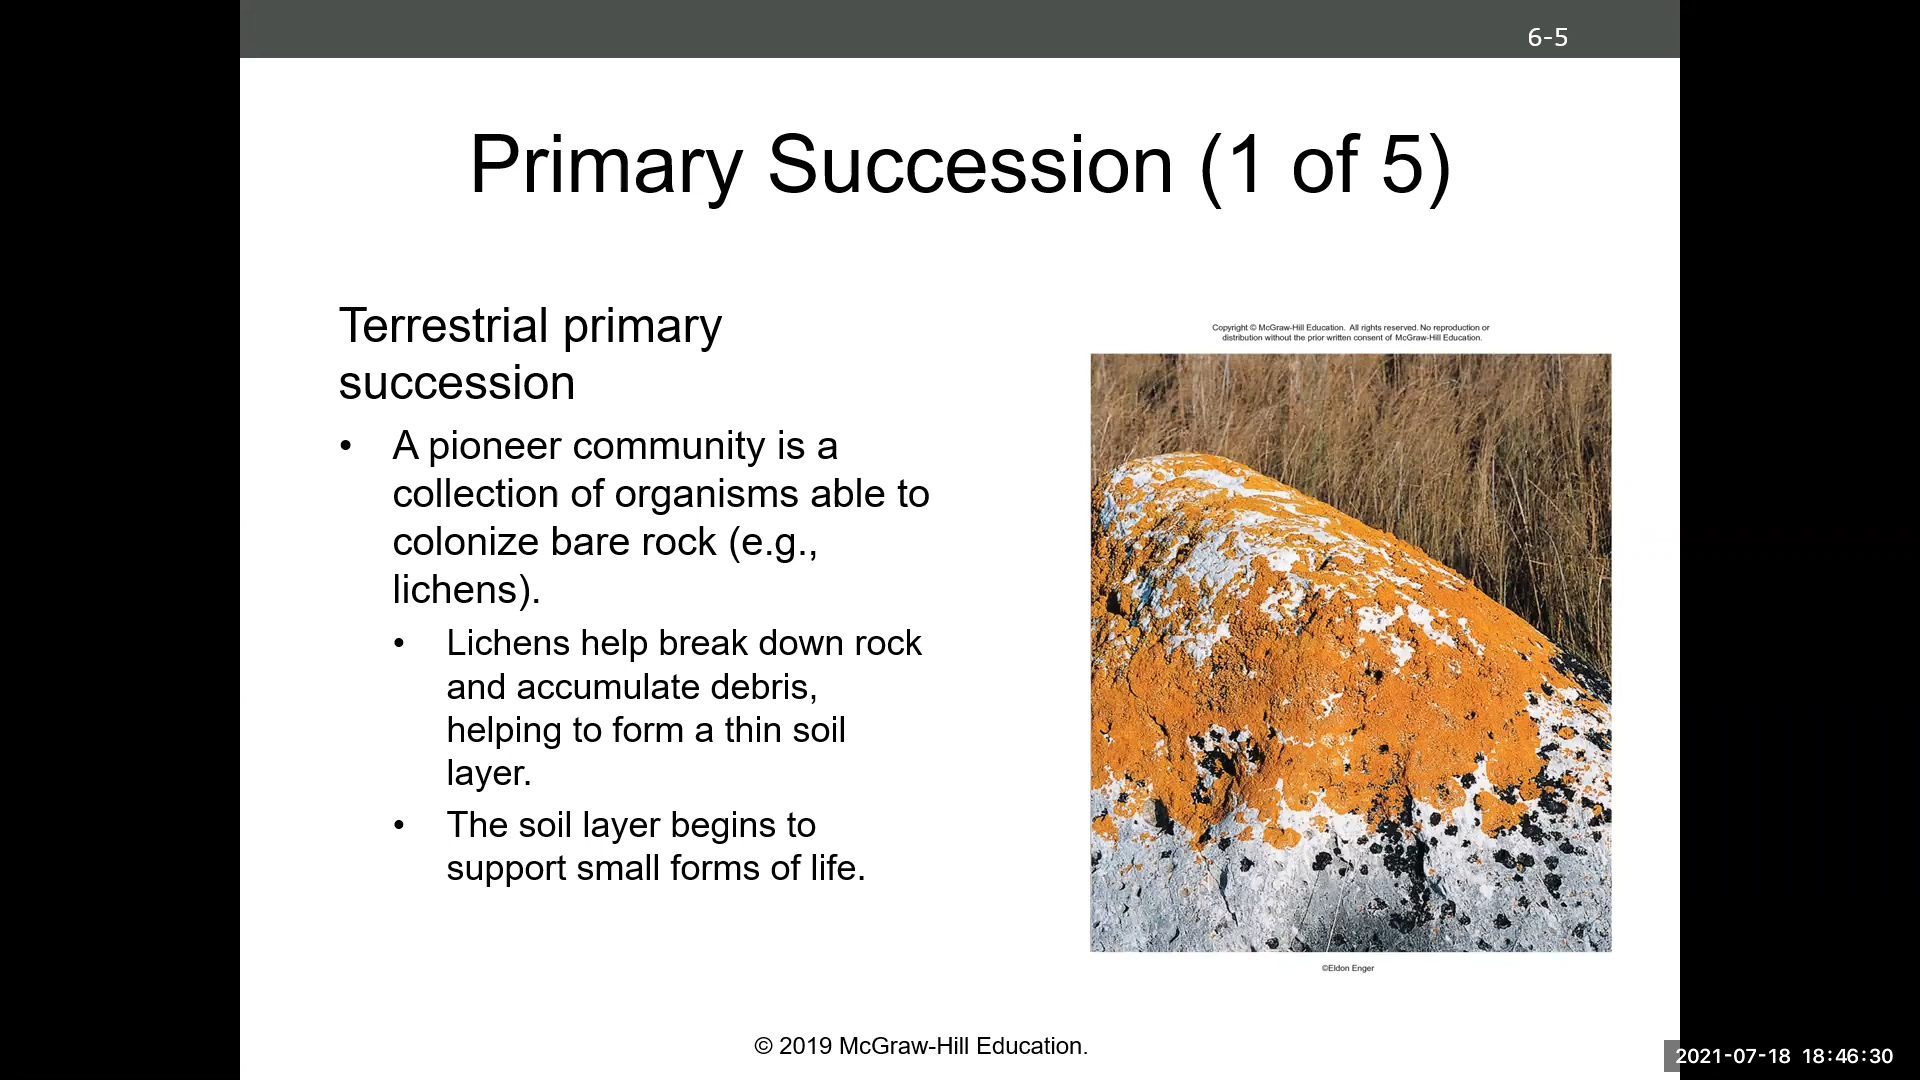 6-5
Primary Succession (1 of 5)
Terrestrial primary
succession
• A pioneer community is a
collection of organisms able to
colonize bare rock (e.g.,
lichens).
• Lichens help break down rock
and accumulate debris,
helping to form a thin soil
layer.
• The soil layer begins to
support small forms of life.
Copyright © McGraw-Hill Education. All rights reserved. No reproduction or
distribution without the prior written consent of McGraw-Hill Education.
©Eldon Enger
© 2019 McGraw-Hill Education.
2021-07-18 18:46:30